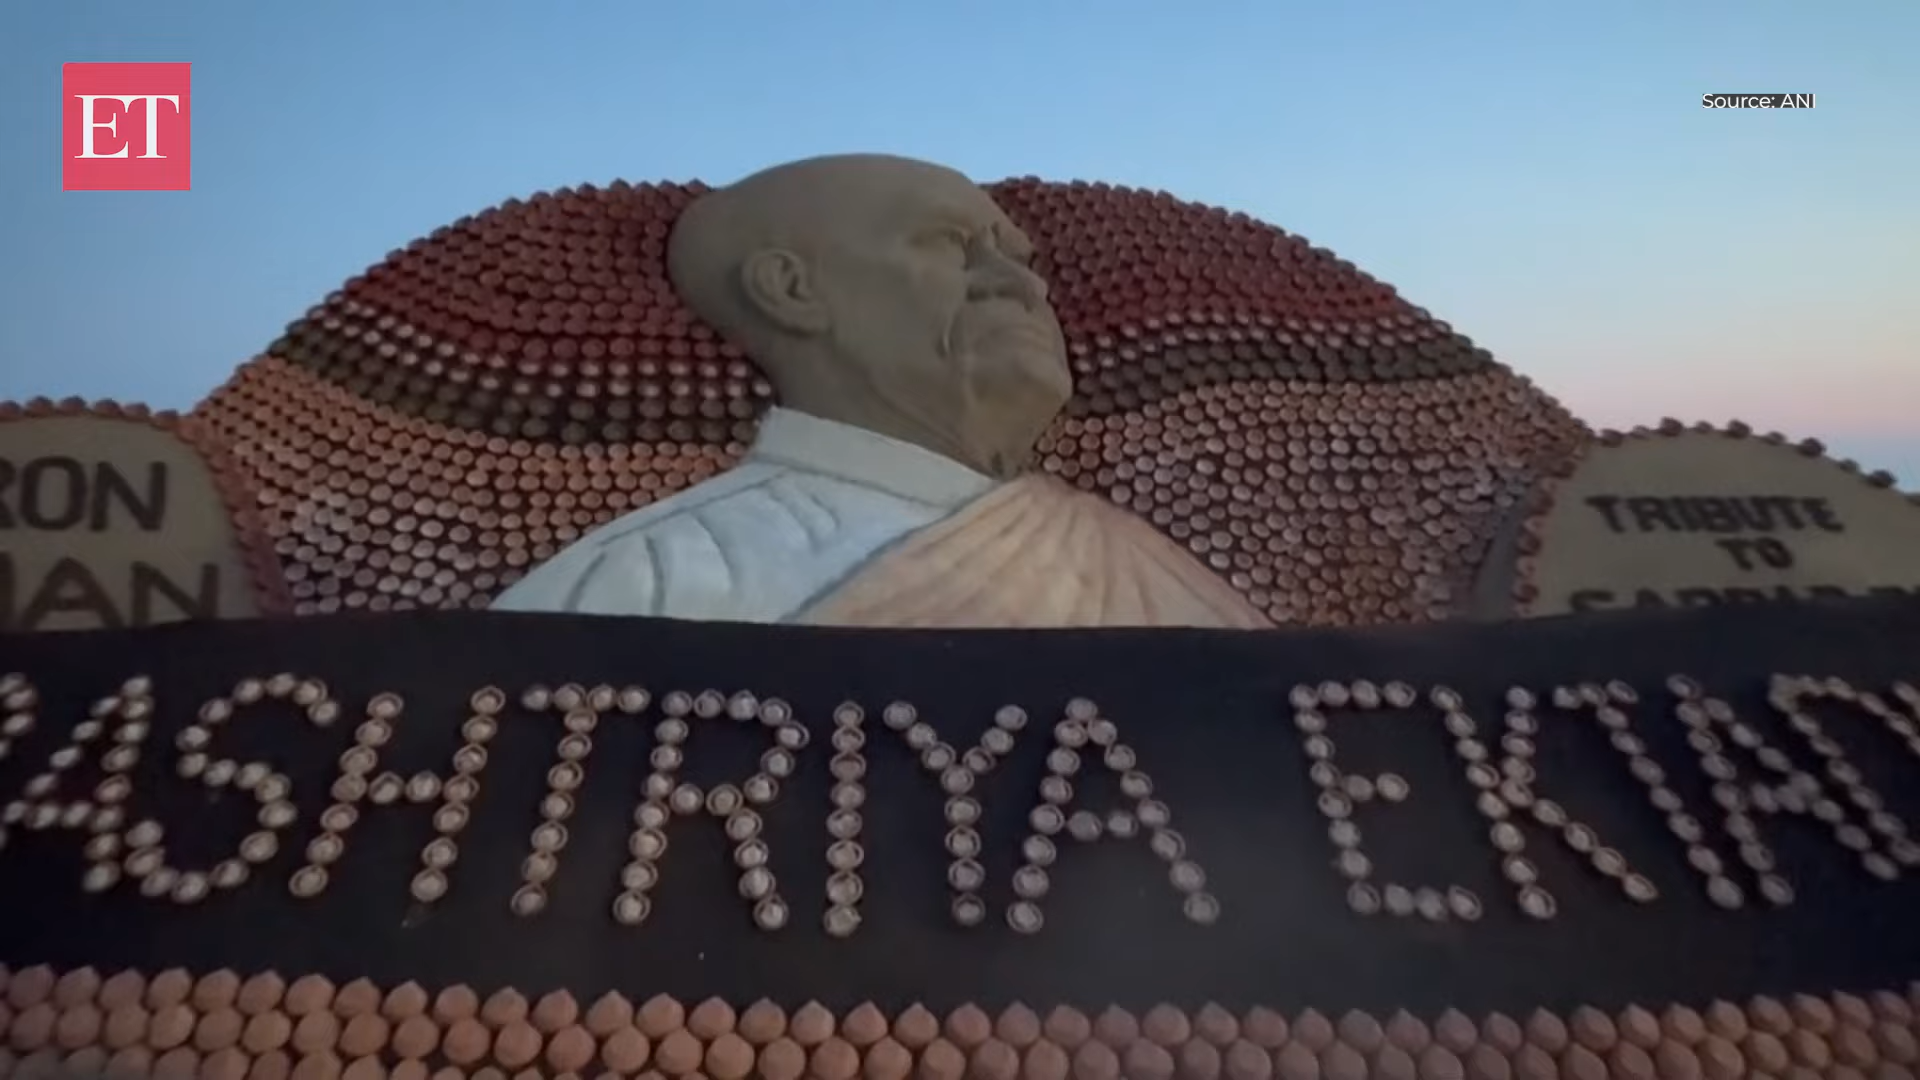 ET
Source: ANI
RON
TRIBUTE
TO
ASHTRIYA EKTA